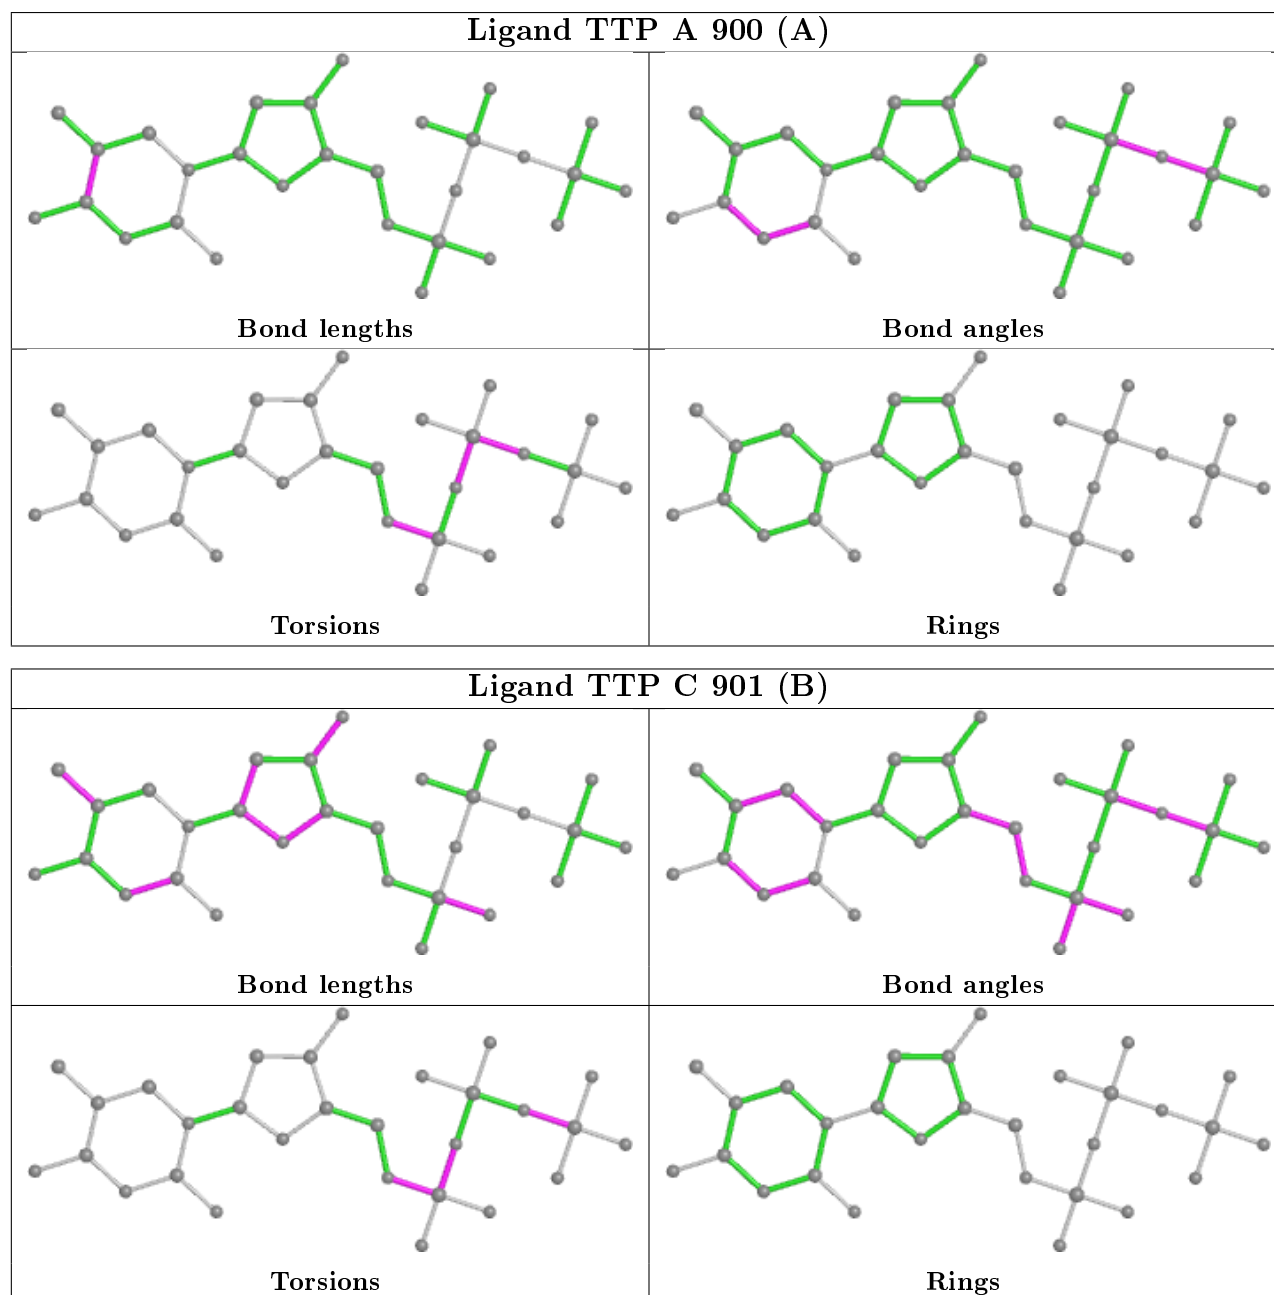 Ligand TTP A 900 (A)
Bond lengths
Bond angles
Torsions
Rings
Ligand TTP C 901 (B)
Bond lengths
Bond angles
Torsions
Rings